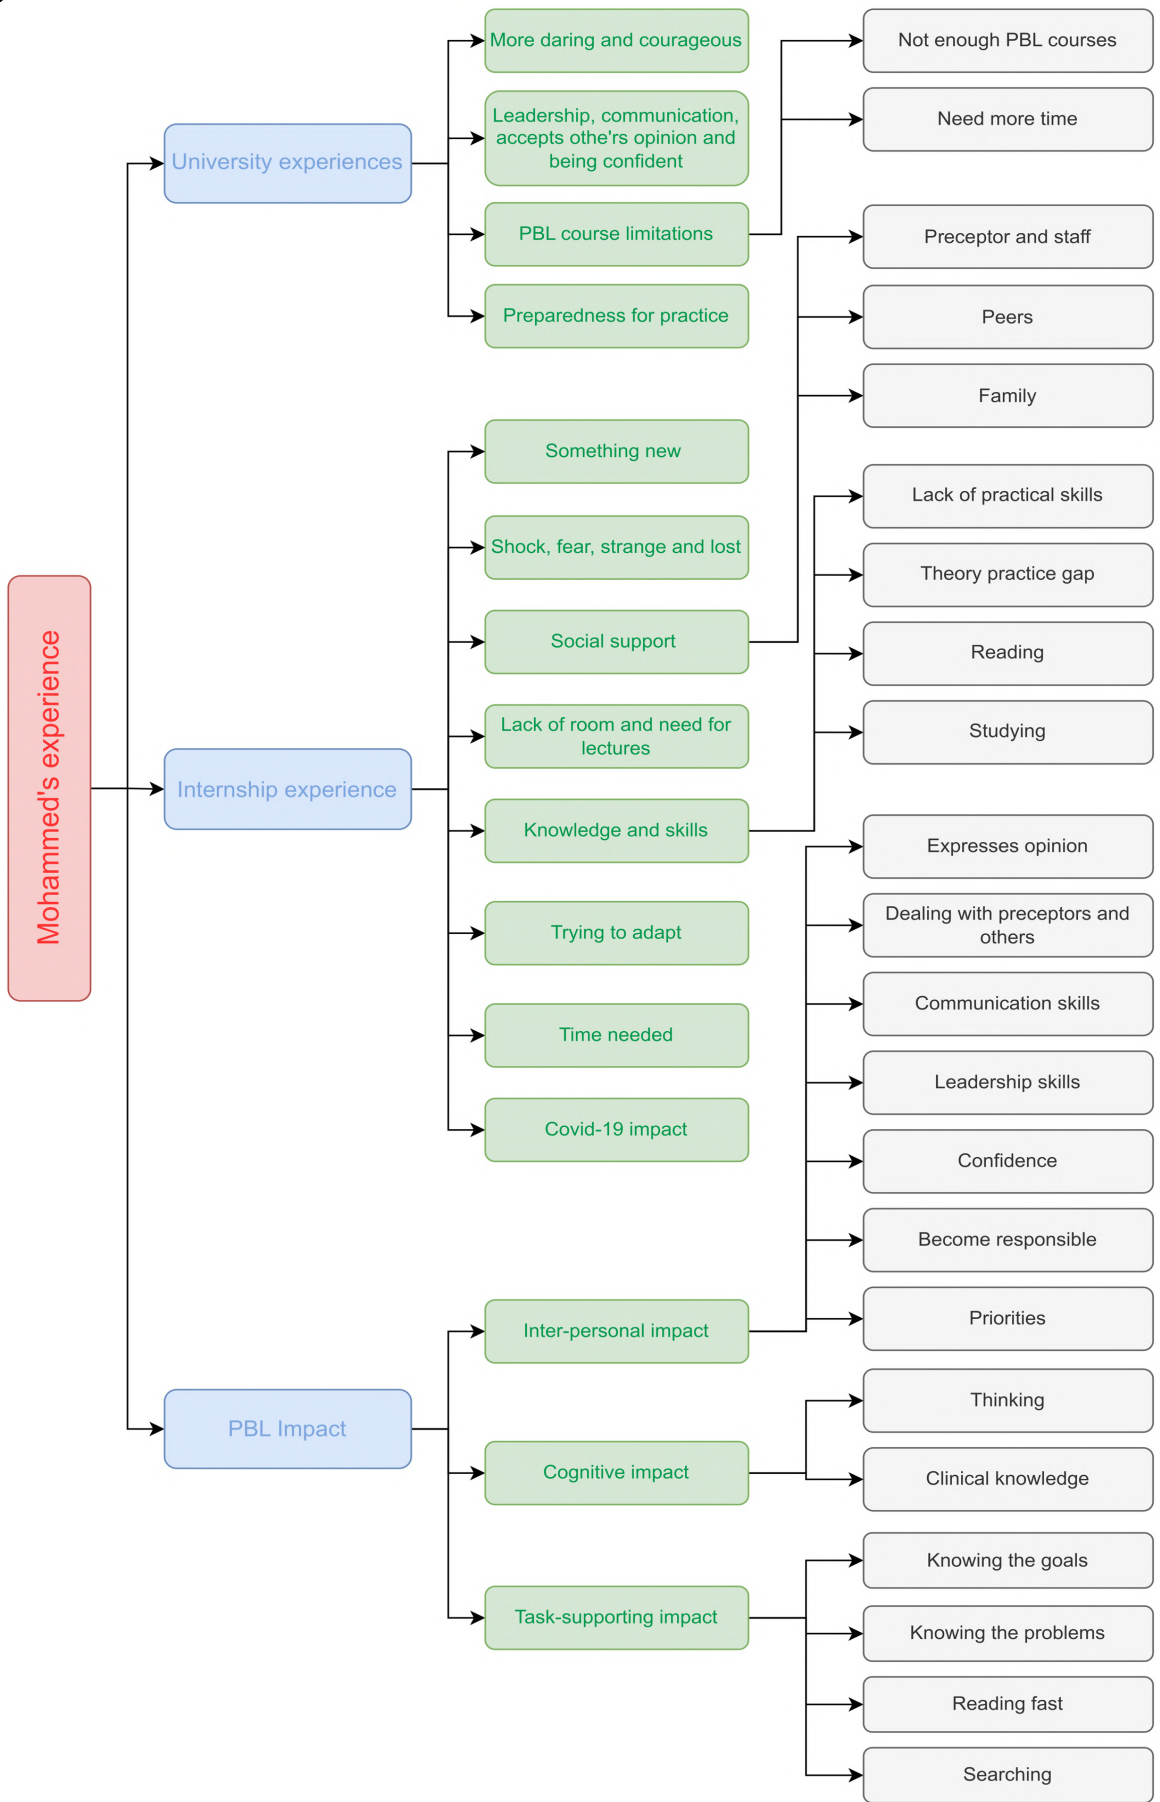 Mohammed's experience
University experiences
More daring and courageous
Leadership, communication,
accepts othe'rs opinion and
being confident
PBL course limitations
Not enough PBL courses
Need more time
Preparedness for practice
Internship experience
Something new
Shock, fear, strange and lost
Social support
Preceptor and staff
Peers
Family
Lack of room and need for
lectures
Knowledge and skills
Lack of practical skills
Theory practice gap
Reading
Studying
Trying to adapt
Time needed
Covid-19 impact
PBL Impact
Inter-personal impact
Expresses opinion
Dealing with preceptors and
others
Communication skills
Leadership skills
Confidence
Become responsible
Priorities
Cognitive impact
Thinking
Clinical knowledge
Task-supporting impact
Knowing the goals
Knowing the problems
Reading fast
Searching